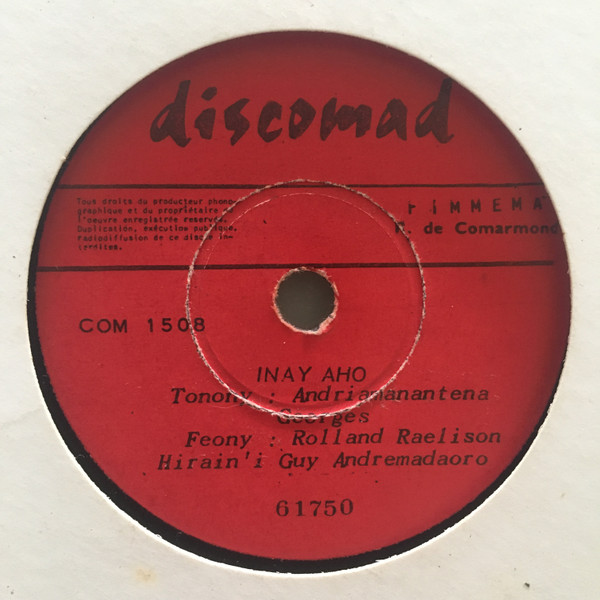 discomad
Tous droits du producteur phono-
graphique et du propriétaire de
l'oeuvre enregistrée reservés.
Duplication, exécution publique,
radiodiffusion de ce disque in-
terdites.
riMMEMA
R. de Comarmond
COM 1508
INAY AHO
Tonony : Andriamanantena
Georges
Feony : Rolland Raelison
Hirain'i Guy Andremadaoro
61750